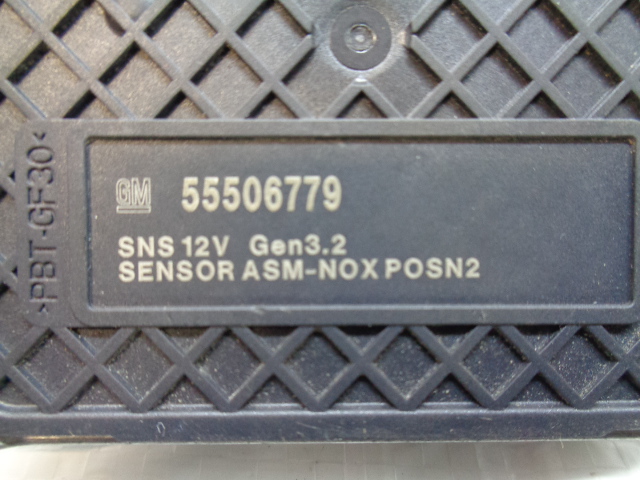 GM 55506779
SNS 12V Gen3.2
SENSOR ASM-NOX POSN2
>PBT-GF30<